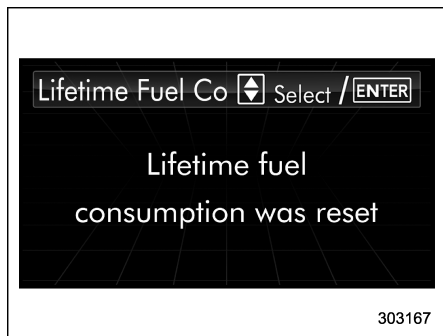 Lifetime Fuel Co Select / ENTER
Lifetime fuel
consumption was reset
303167